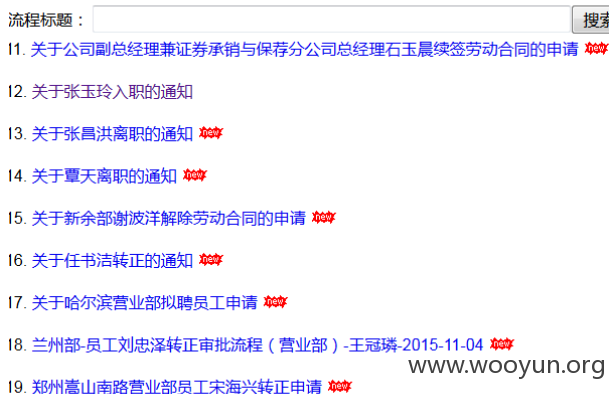 流程标题： 搜索
11. 关于公司副总经理兼证券承销与保荐分公司总经理石玉晨续签劳动合同的申请 new
12. 关于张玉玲入职的通知
13. 关于张昌洪离职的通知 new
14. 关于覃天离职的通知 new
15. 关于新余部谢波洋解除劳动合同的申请 new
16. 关于任书洁转正的通知 new
17. 关于哈尔滨营业部拟聘员工申请 new
18. 兰州部-员工刘忠泽转正审批流程（营业部）-王冠璘-2015-11-04 new
www.wooyun.org
19. 郑州嵩山南路营业部员工宋海兴转正申请 new